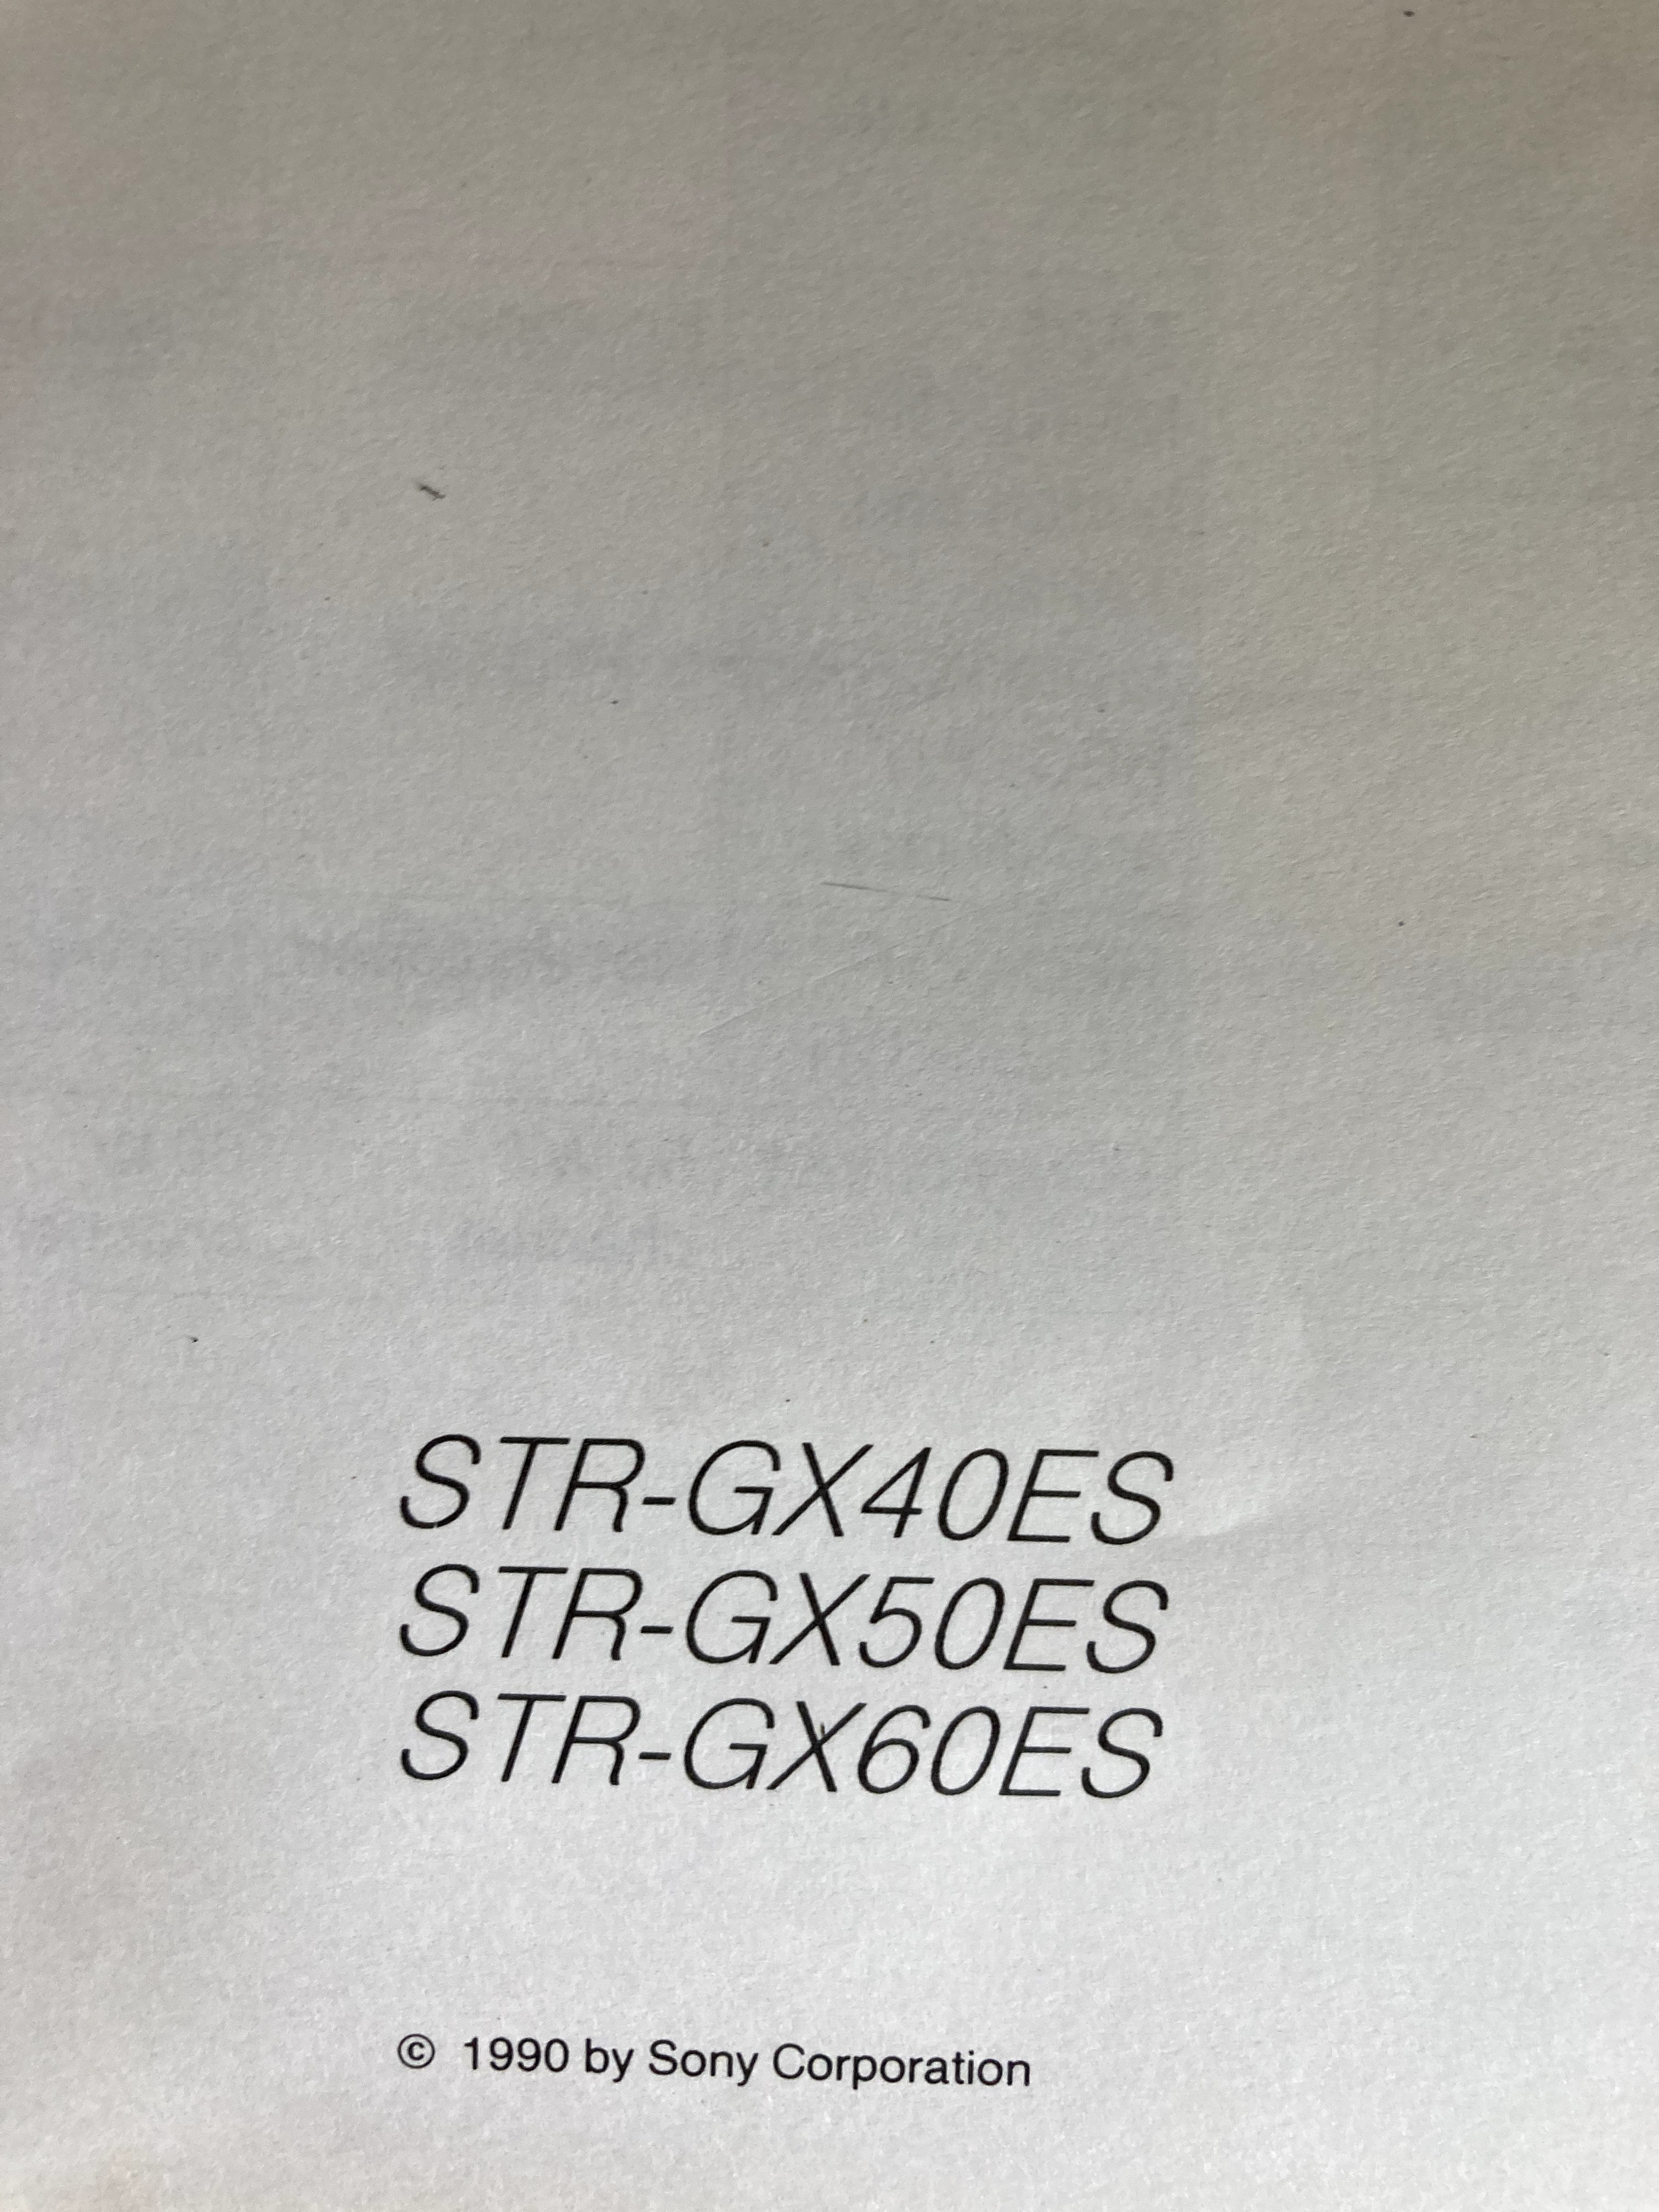 STR-GX40ES
STR-GX50ES
STR-GX60ES
© 1990 by Sony Corporation